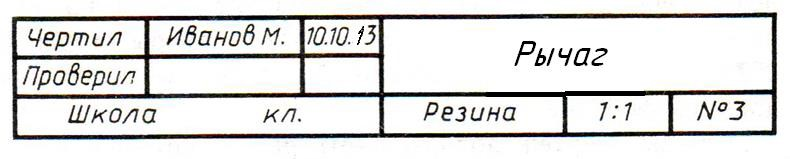 Чертил Иванов М. 10.10.13 Рычаг
Проверил
Школа кл. Резина 1:1 №3